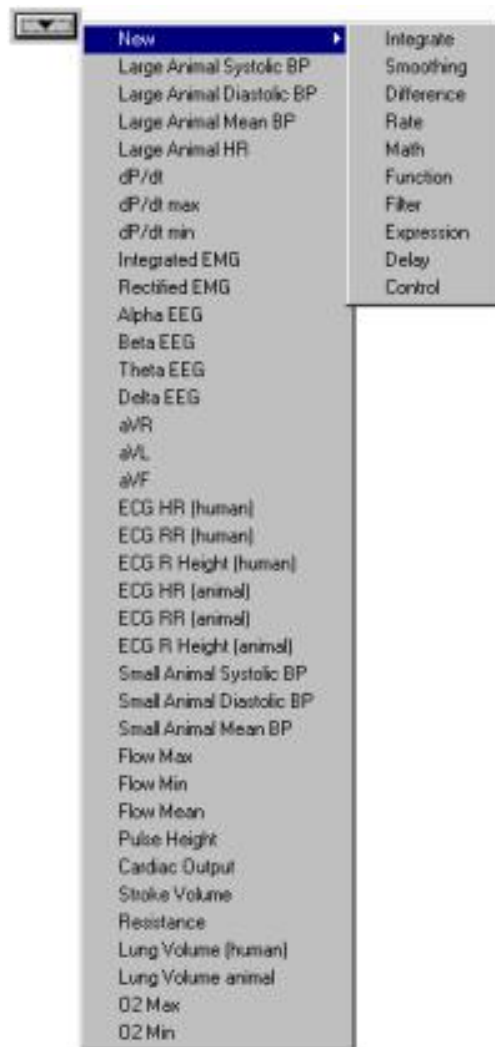 New
Large Animal Systolic BP
Large Animal Diastolic BP
Large Animal Mean BP
Large Animal HR
dP/dt
dP/dt max
dP/dt min
Integrated EMG
Rectified EMG
Alpha EEG
Beta EEG
Theta EEG
Delta EEG
aVR
aVL
aVF
ECG HR (human)
ECG RR (human)
ECG R Height (human)
ECG HR (animal)
ECG RR (animal)
ECG R Height (animal)
Small Animal Systolic BP
Small Animal Diastolic BP
Small Animal Mean BP
Flow Max
Flow Min
Flow Mean
Pulse Height
Cardiac Output
Stroke Volume
Resistance
Lung Volume (human)
Lung Volume animal
O2 Max
O2 Min
Integrate
Smoothing
Difference
Rate
Math
Function
Filter
Expression
Delay
Control